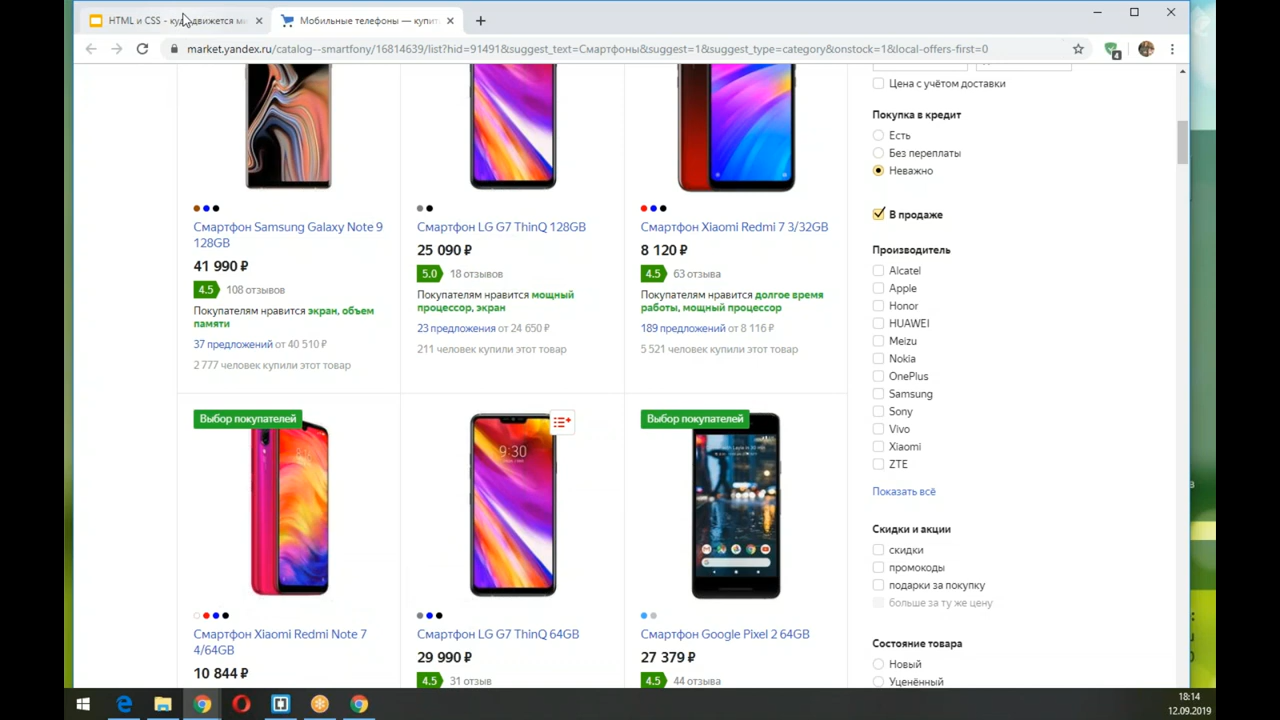 HTML и CSS - куда движется ми
Мобильные телефоны — купить
market.yandex.ru/catalog--smartfony/16814639/list?hid=91491&suggest_text=Смартфоны&suggest=1&suggest_type=category&onstock=1&local-offers-first=0
4
Смартфон Samsung Galaxy Note 9
128GB
41 990 ₽
4.5 108 отзывов
Покупателям нравится экран, объем
памяти
37 предложений от 40 510 ₽
2 777 человек купили этот товар
Смартфон LG G7 ThinQ 128GB
25 090 ₽
5.0 18 отзывов
Покупателям нравится мощный
процессор, экран
23 предложения от 24 650 ₽
211 человек купили этот товар
Смартфон Xiaomi Redmi 7 3/32GB
8 120 ₽
4.5 63 отзыва
Покупателям нравится долгое время
работы, мощный процессор
189 предложений от 8 116 ₽
5 521 человек купили этот товар
Выбор покупателей
Смартфон Xiaomi Redmi Note 7
4/64GB
10 844 ₽
9:30
Смартфон LG G7 ThinQ 64GB
29 990 ₽
4.5 31 отзыв
Выбор покупателей
Смартфон Google Pixel 2 64GB
27 379 ₽
4.5 44 отзыва
Цена с учётом доставки
Покупка в кредит
Есть
Без переплаты
Неважно
В продаже
Производитель
Alcatel
Apple
Honor
HUAWEI
Meizu
Nokia
OnePlus
Samsung
Sony
Vivo
Xiaomi
ZTE
Показать всё
Скидки и акции
скидки
промокоды
подарки за покупку
больше за ту же цену
Состояние товара
Новый
Уценённый
18:14
12.09.2019